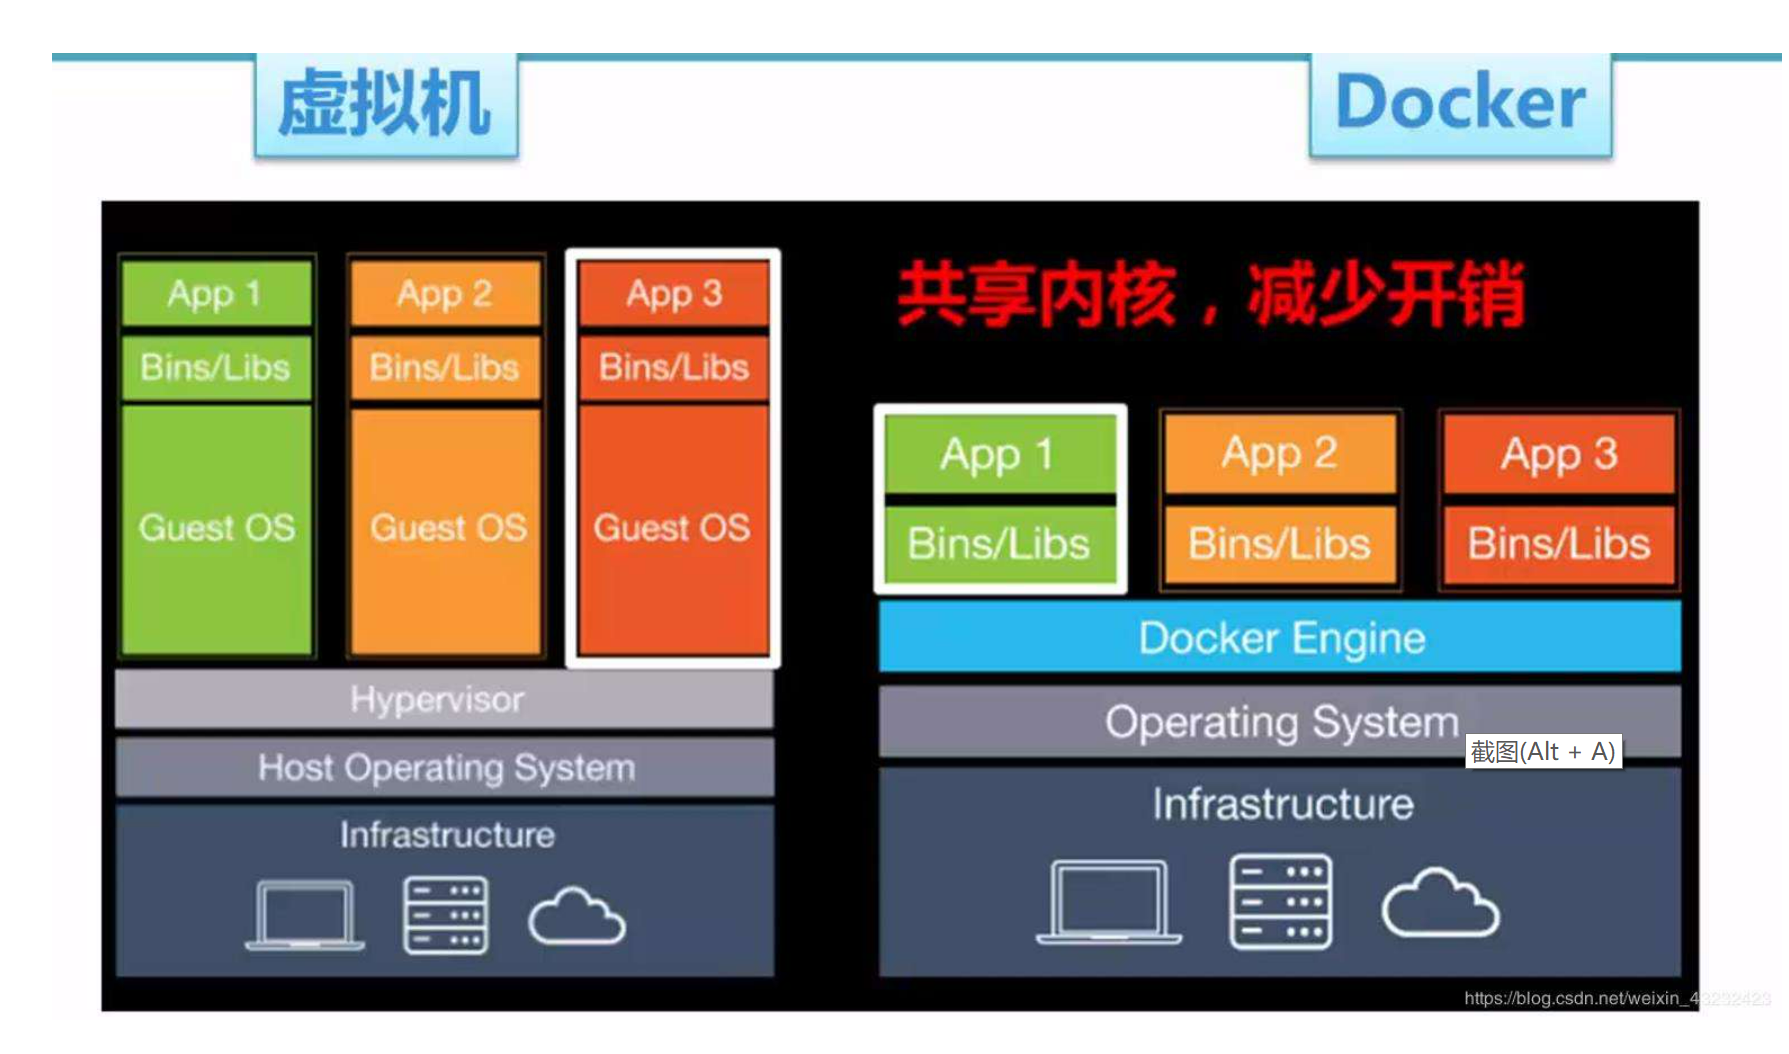 虚拟机
Docker
App 1
App 2
App 3
Bins/Libs
Bins/Libs
Bins/Libs
Guest OS
Guest OS
Guest OS
Hypervisor
Host Operating System
Infrastructure
共享内核，减少开销
App 1
App 2
App 3
Bins/Libs
Bins/Libs
Bins/Libs
Docker Engine
Operating System
截图(Alt + A)
Infrastructure
https://blog.csdn.net/weixin_43232423